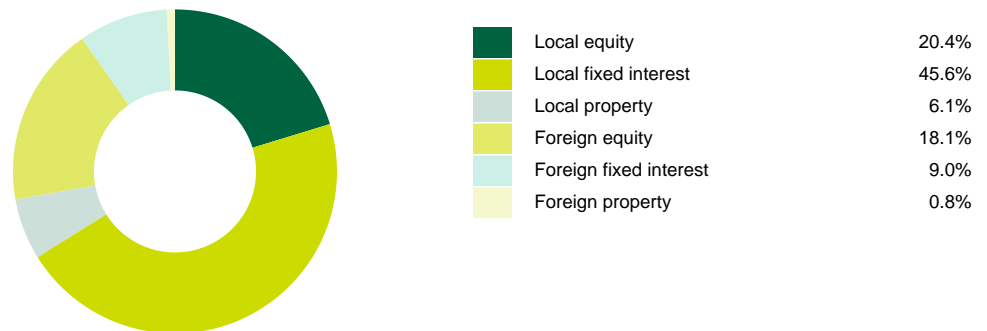 Local equity 20.4%
Local fixed interest 45.6%
Local property 6.1%
Foreign equity 18.1%
Foreign fixed interest 9.0%
Foreign property 0.8%